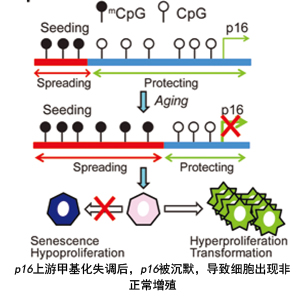 mCpG CpG
Seeding p16
Spreading Protecting
Aging
Seeding p16
Spreading Protecting
Senescence Hyperproliferation
Hypoproliferation Transformation
p16上游甲基化失调后，p16被沉默，导致细胞出现非
正常增殖